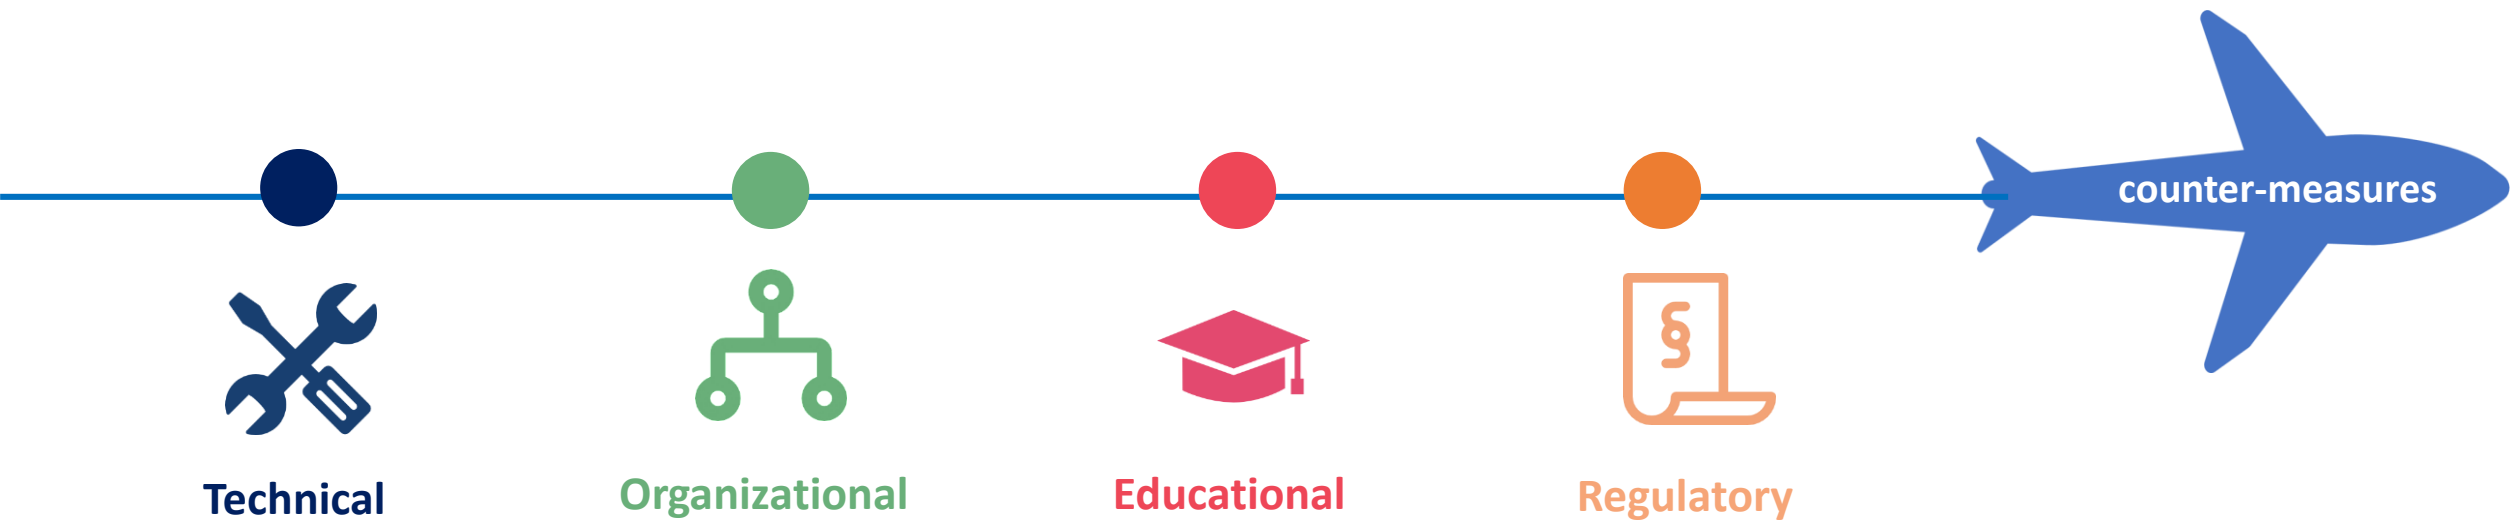 counter-measures
Technical
Organizational
Educational
Regulatory